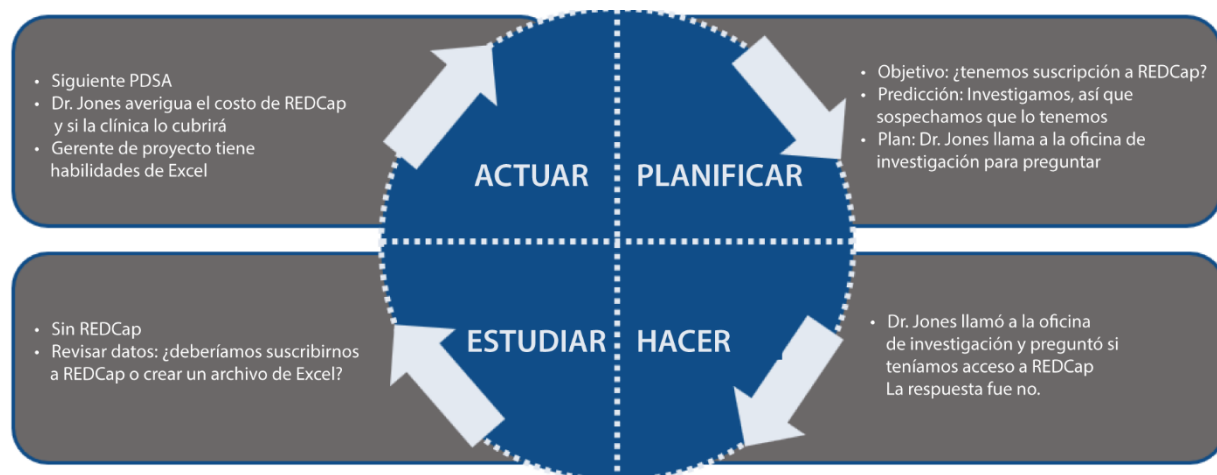 • Siguiente PDSA
• Dr. Jones averigua el costo de REDCap
y si la clínica lo cubrirá
• Gerente de proyecto tiene
habilidades de Excel
• Objetivo: ¿tenemos suscripción a REDCap?
• Predicción: Investigamos, así que
sospechamos que lo tenemos
• Plan: Dr. Jones llama a la oficina de
investigación para preguntar
ACTUAR
PLANIFICAR
ESTUDIAR
HACER
• Sin REDCap
• Revisar datos: ¿deberíamos suscribirnos
a REDCap o crear un archivo de Excel?
• Dr. Jones llamó a la oficina
de investigación y preguntó si
teníamos acceso a REDCap
La respuesta fue no.